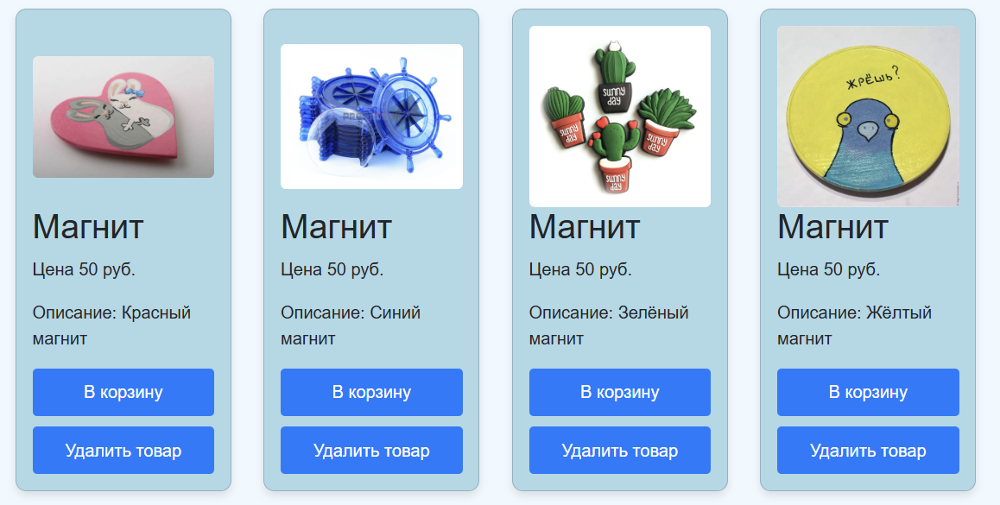 Магнит
Цена 50 руб.
Описание: Красный
магнит
В корзину
Удалить товар
Магнит
Цена 50 руб.
Описание: Синий
магнит
В корзину
Удалить товар
sunny
day
sunny
day
sunny
day
sunny
day
Магнит
Цена 50 руб.
Описание: Зелёный
магнит
В корзину
Удалить товар
жрёшь?
Магнит
Цена 50 руб.
Описание: Жёлтый
магнит
В корзину
Удалить товар